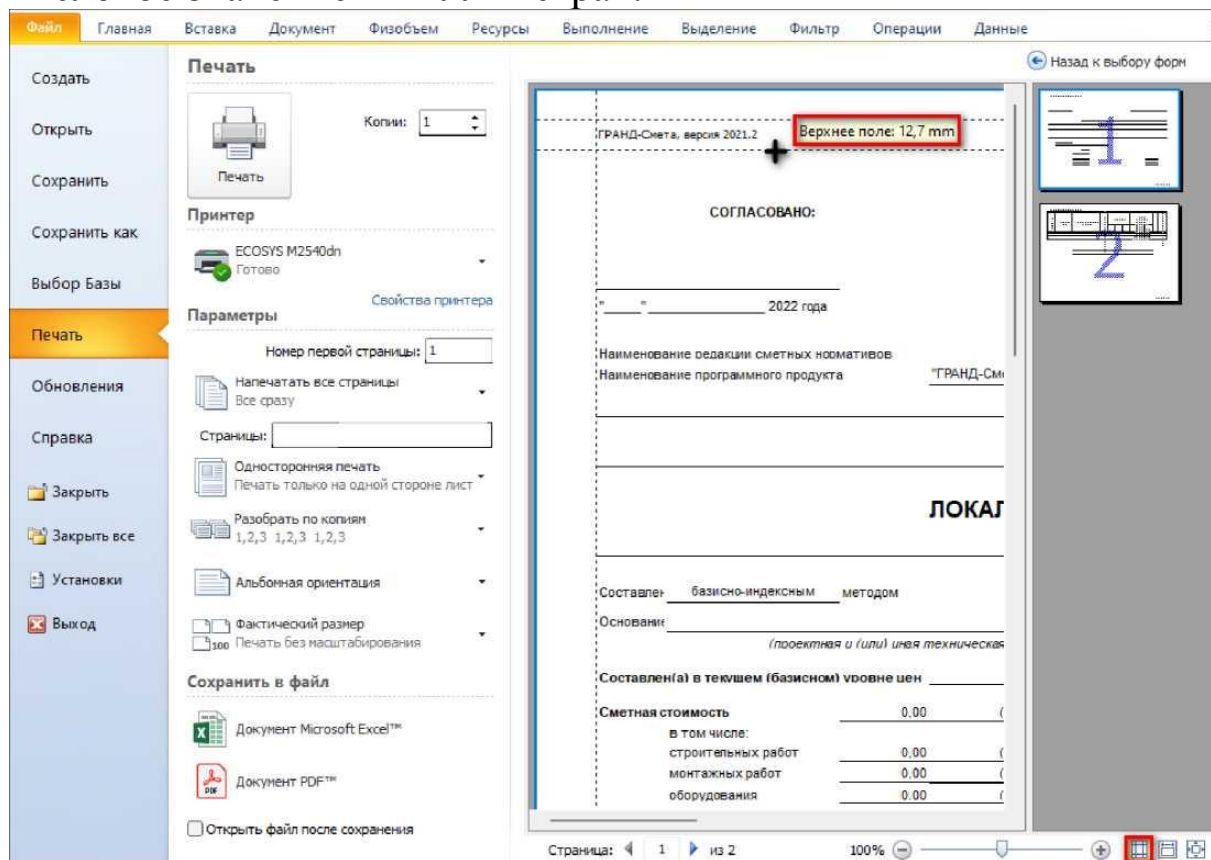 Файл Главная Вставка Документ Физобъем Ресурсы Выполнение Выделение Фильтр Операции Данные
Создать
Открыть
Сохранить
Сохранить как
Выбор Базы
Печать
Обновления
Справка
Закрыть
Закрыть все
Установки
Выход
Печать
Копии: 1
Печать
Принтер
ECOSYS M2540dn
Готово
Свойства принтера
Параметры
Номер первой страницы: 1
Напечатать все страницы
Все сразу
Страницы:
Односторонняя печать
Печать только на одной стороне лист
Разобрать по копиям
1,2,3 1,2,3 1,2,3
Альбомная ориентация
Фактический размер
100 Печать без масштабирования
Сохранить в файл
Документ Microsoft Excel™
PDF Документ PDF™
Открыть файл после сохранения
Назад к выбору форм
ГРАНД-Смета, версия 2021.2
Верхнее поле: 12,7 mm
СОГЛАСОВАНО:
"_____"_______________ 2022 года
Наименование редакции сметных нормативов
Наименование программного продукта "ГРАНД-См
ЛОКАЛ
Составлен базисно-индексным методом
Основание
(проектная и (или) иная техническая
Составлен(а) в текущем (базисном) уровне цен
Сметная стоимость 0,00 (
в том числе:
строительных работ 0,00 (
монтажных работ 0,00 (
оборудования 0,00 (
1
2
Страница: 1 из 2 100%